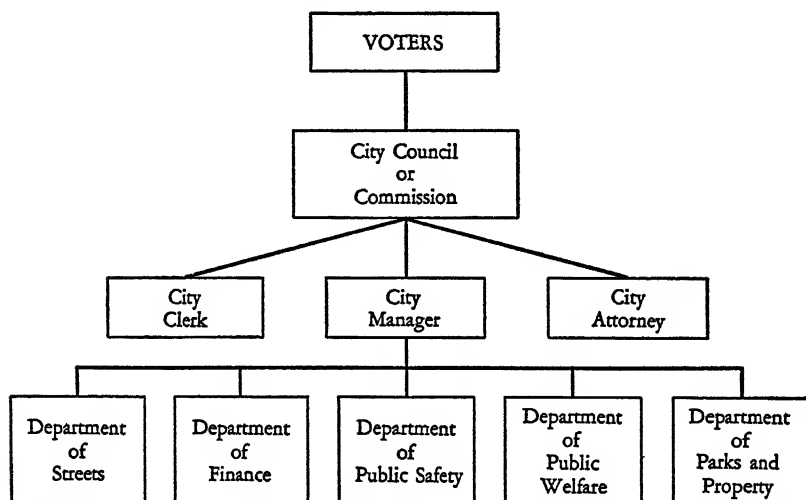 VOTERS
City Council
or
Commission
City
Clerk
City
Manager
City
Attorney
Department
of
Streets
Department
of
Finance
Department
of
Public Safety
Department
of
Public
Welfare
Department
of
Parks and
Property